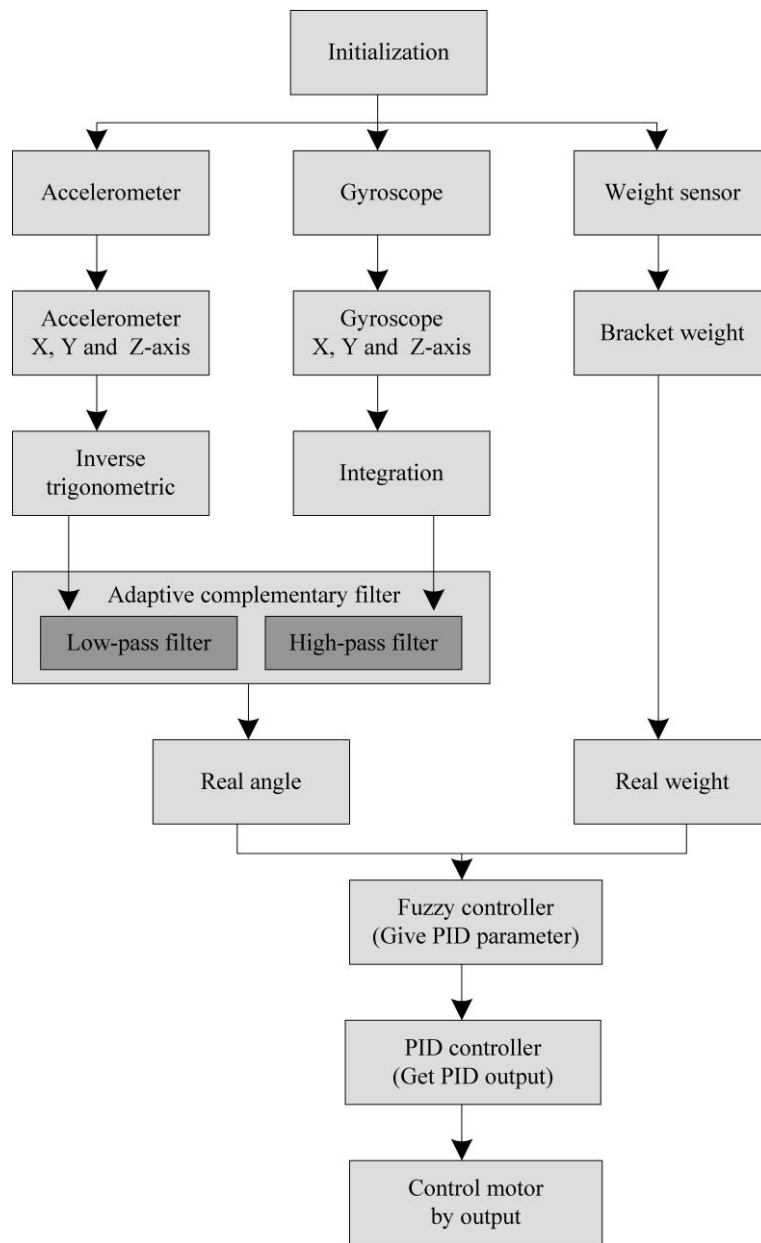 Initialization
Accelerometer
Gyroscope
Weight sensor
Accelerometer
X, Y and Z-axis
Gyroscope
X, Y and Z-axis
Bracket weight
Inverse
trigonometric
Integration
Adaptive complementary filter
Low-pass filter
High-pass filter
Real angle
Real weight
Fuzzy controller
(Give PID parameter)
PID controller
(Get PID output)
Control motor
by output